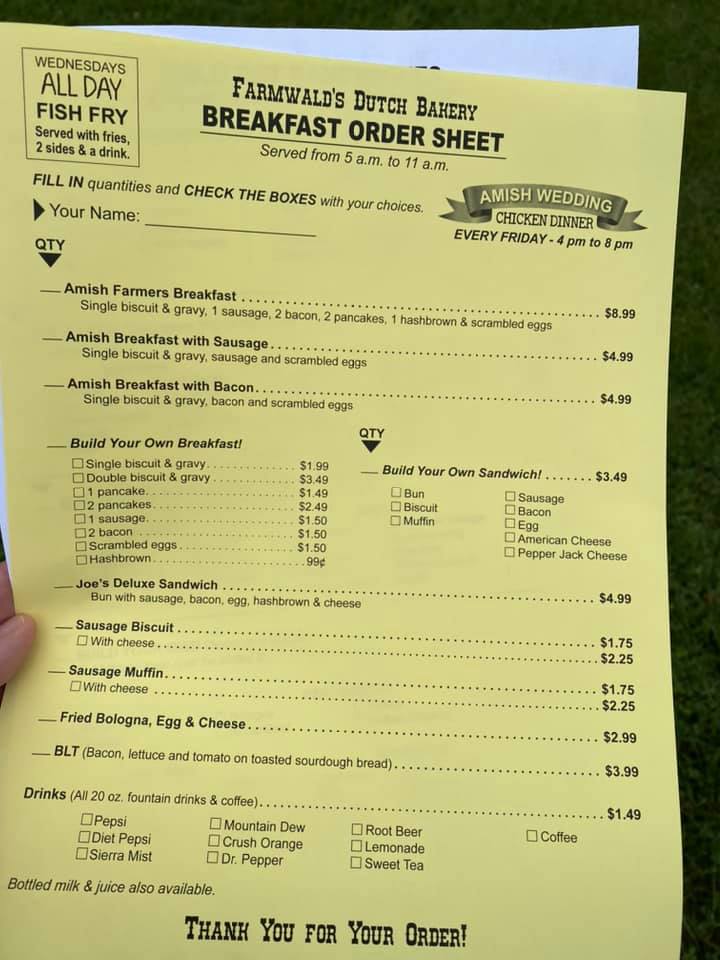 WEDNESDAYS
ALL DAY
FISH FRY
Served with fries,
2 sides & a drink.
FARMWALD'S DUTCH BAKERY
BREAKFAST ORDER SHEET
Served from 5 a.m. to 11 a.m.
FILL IN quantities and CHECK THE BOXES with your choices.
Your Name:
AMISH WEDDING
CHICKEN DINNER
EVERY FRIDAY - 4 pm to 8 pm
QTY
Amish Farmers Breakfast $8.99
Single biscuit & gravy, 1 sausage, 2 bacon, 2 pancakes, 1 hashbrown & scrambled eggs
Amish Breakfast with Sausage $4.99
Single biscuit & gravy, sausage and scrambled eggs
Amish Breakfast with Bacon $4.99
Single biscuit & gravy, bacon and scrambled eggs
Build Your Own Breakfast!
Single biscuit & gravy $1.99
Double biscuit & gravy $3.49
1 pancake $1.49
2 pancakes $2.49
1 sausage $1.50
2 bacon $1.50
Scrambled eggs $1.50
Hashbrown .99¢
QTY
Build Your Own Sandwich! $3.49
Bun
Biscuit
Muffin
Sausage
Bacon
Egg
American Cheese
Pepper Jack Cheese
Joe's Deluxe Sandwich $4.99
Bun with sausage, bacon, egg, hashbrown & cheese
Sausage Biscuit $1.75
With cheese $2.25
Sausage Muffin $1.75
With cheese $2.25
Fried Bologna, Egg & Cheese $2.99
BLT (Bacon, lettuce and tomato on toasted sourdough bread) $3.99
Drinks (All 20 oz. fountain drinks & coffee) $1.49
Pepsi
Diet Pepsi
Sierra Mist
Mountain Dew
Crush Orange
Dr. Pepper
Root Beer
Lemonade
Sweet Tea
Coffee
Bottled milk & juice also available.
THANK YOU FOR YOUR ORDER!